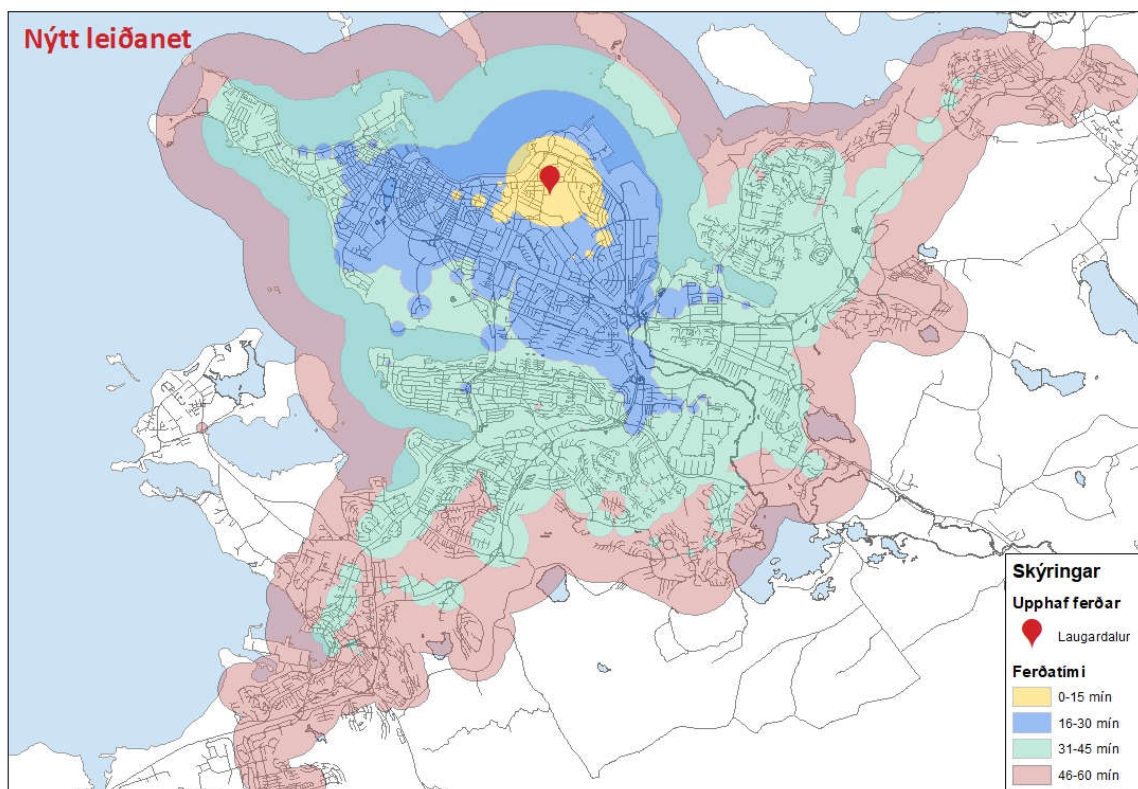 Nýtt leiðanet
Skýringar
Upphaf ferðar
Laugardalur
Ferðatími
0-15 mín
16-30 mín
31-45 mín
46-60 mín